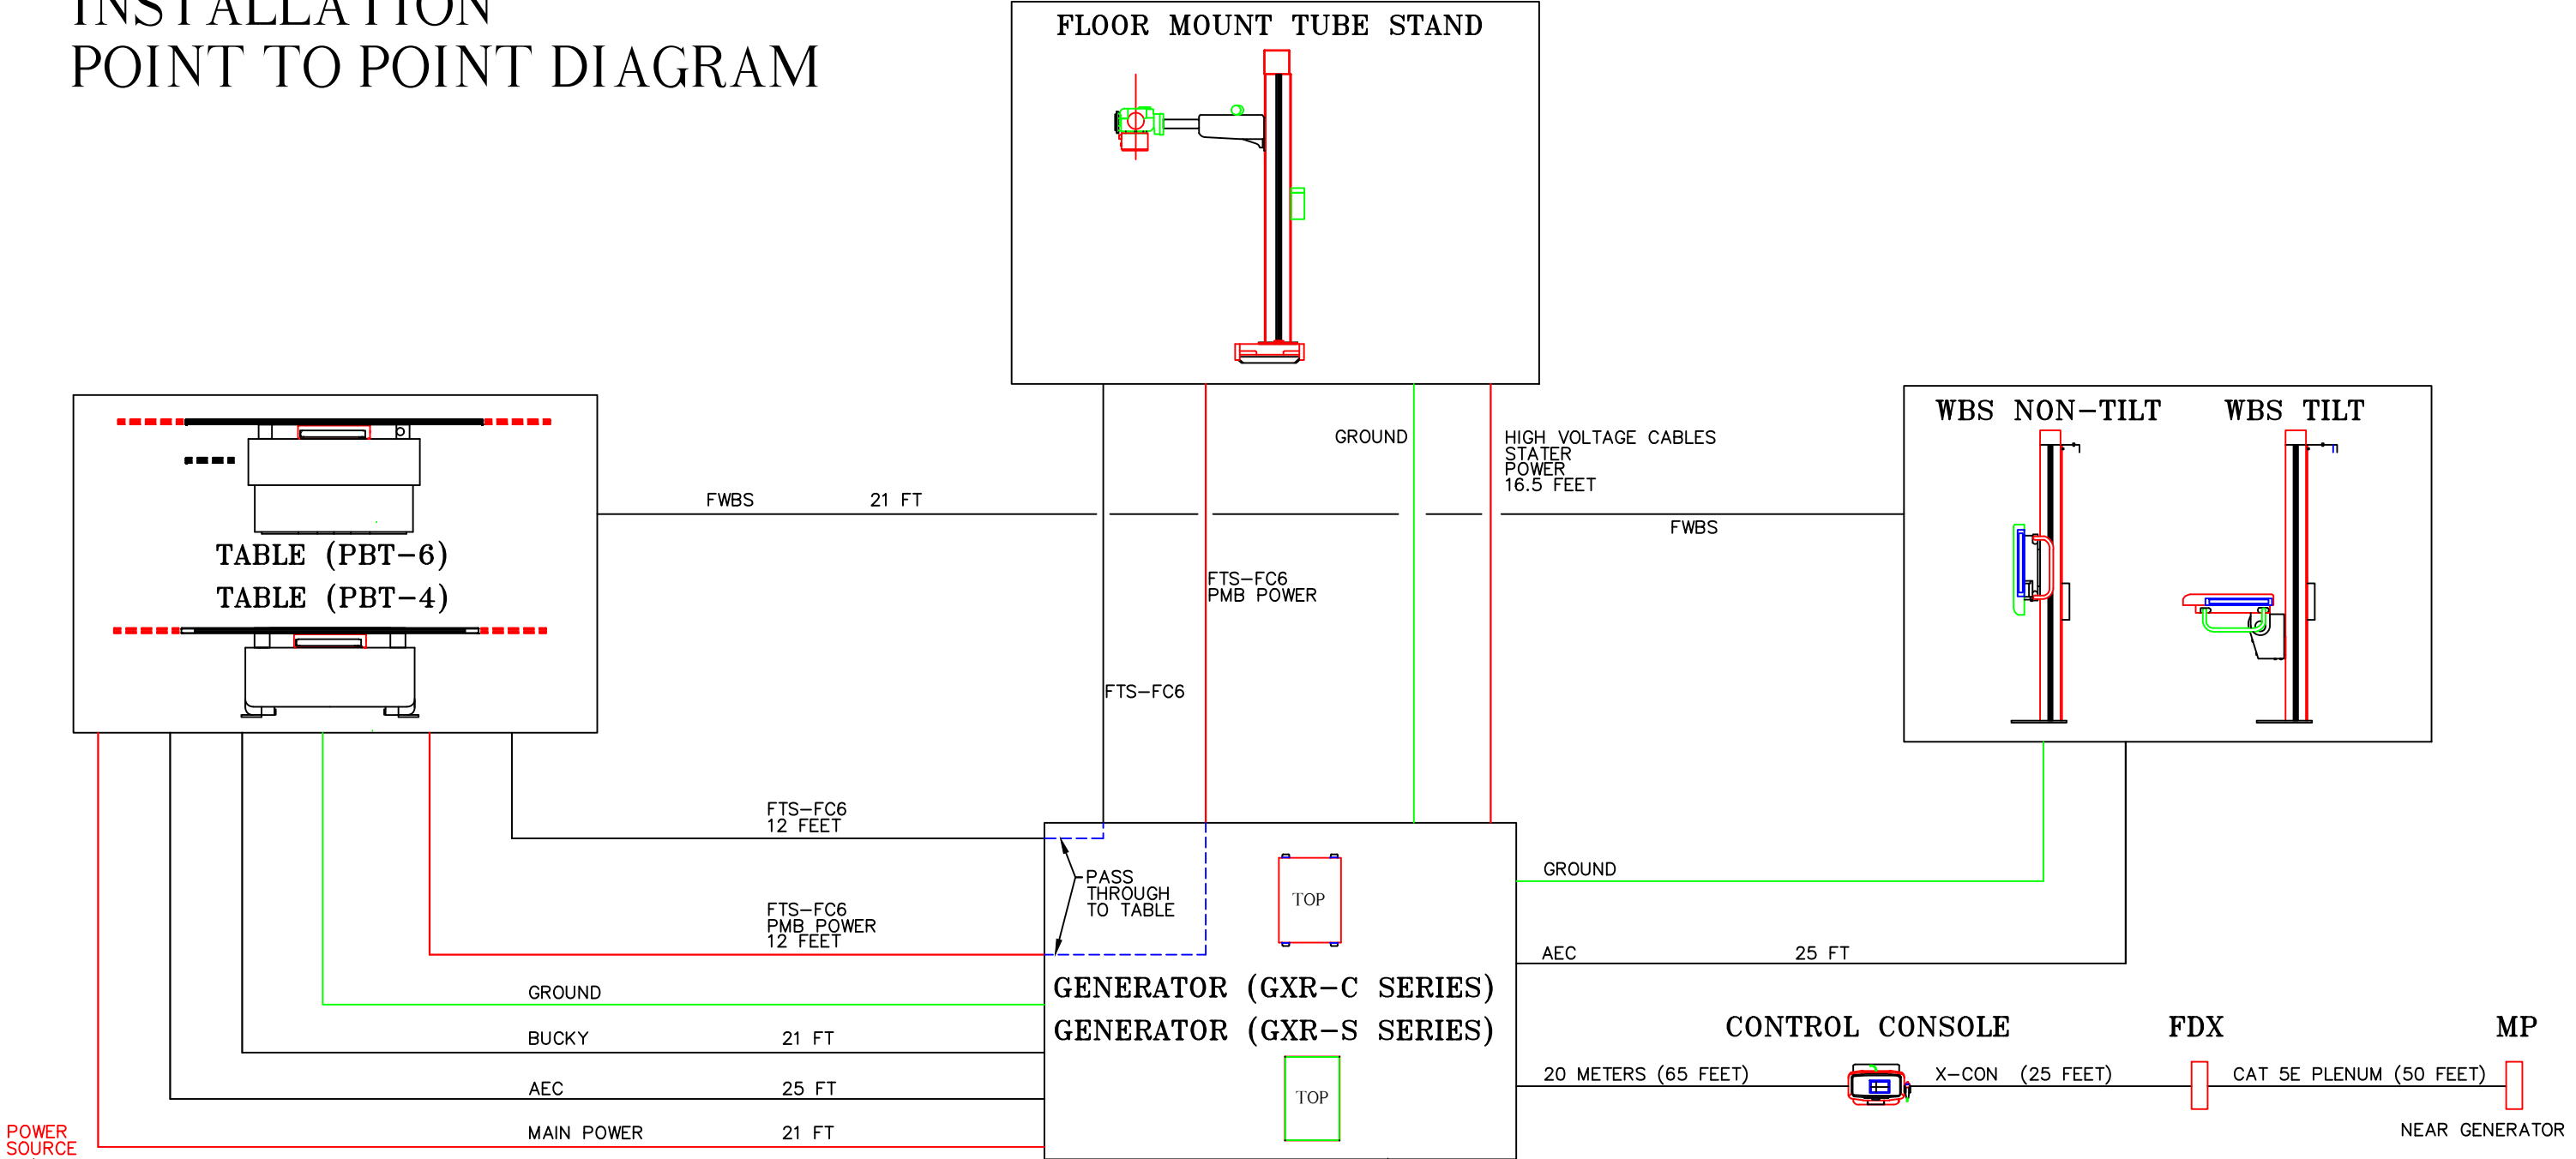 INSTALLATION
POINT TO POINT DIAGRAM
FLOOR MOUNT TUBE STAND
WBS NON-TILT
WBS TILT
GROUND
HIGH VOLTAGE CABLES
STATER
POWER
16.5 FEET
FWBS
21 FT
FWBS
TABLE (PBT-6)
TABLE (PBT-4)
FTS-FC6
PMB POWER
FTS-FC6
FTS-FC6
12 FEET
PASS
THROUGH
TO TABLE
TOP
GROUND
FTS-FC6
PMB POWER
12 FEET
AEC
25 FT
GROUND
GENERATOR (GXR-C SERIES)
GENERATOR (GXR-S SERIES)
BUCKY
21 FT
CONTROL CONSOLE
FDX
MP
20 METERS (65 FEET)
X-CON (25 FEET)
CAT 5E PLENUM (50 FEET)
AEC
25 FT
TOP
MAIN POWER
21 FT
NEAR GENERATOR
POWER
SOURCE